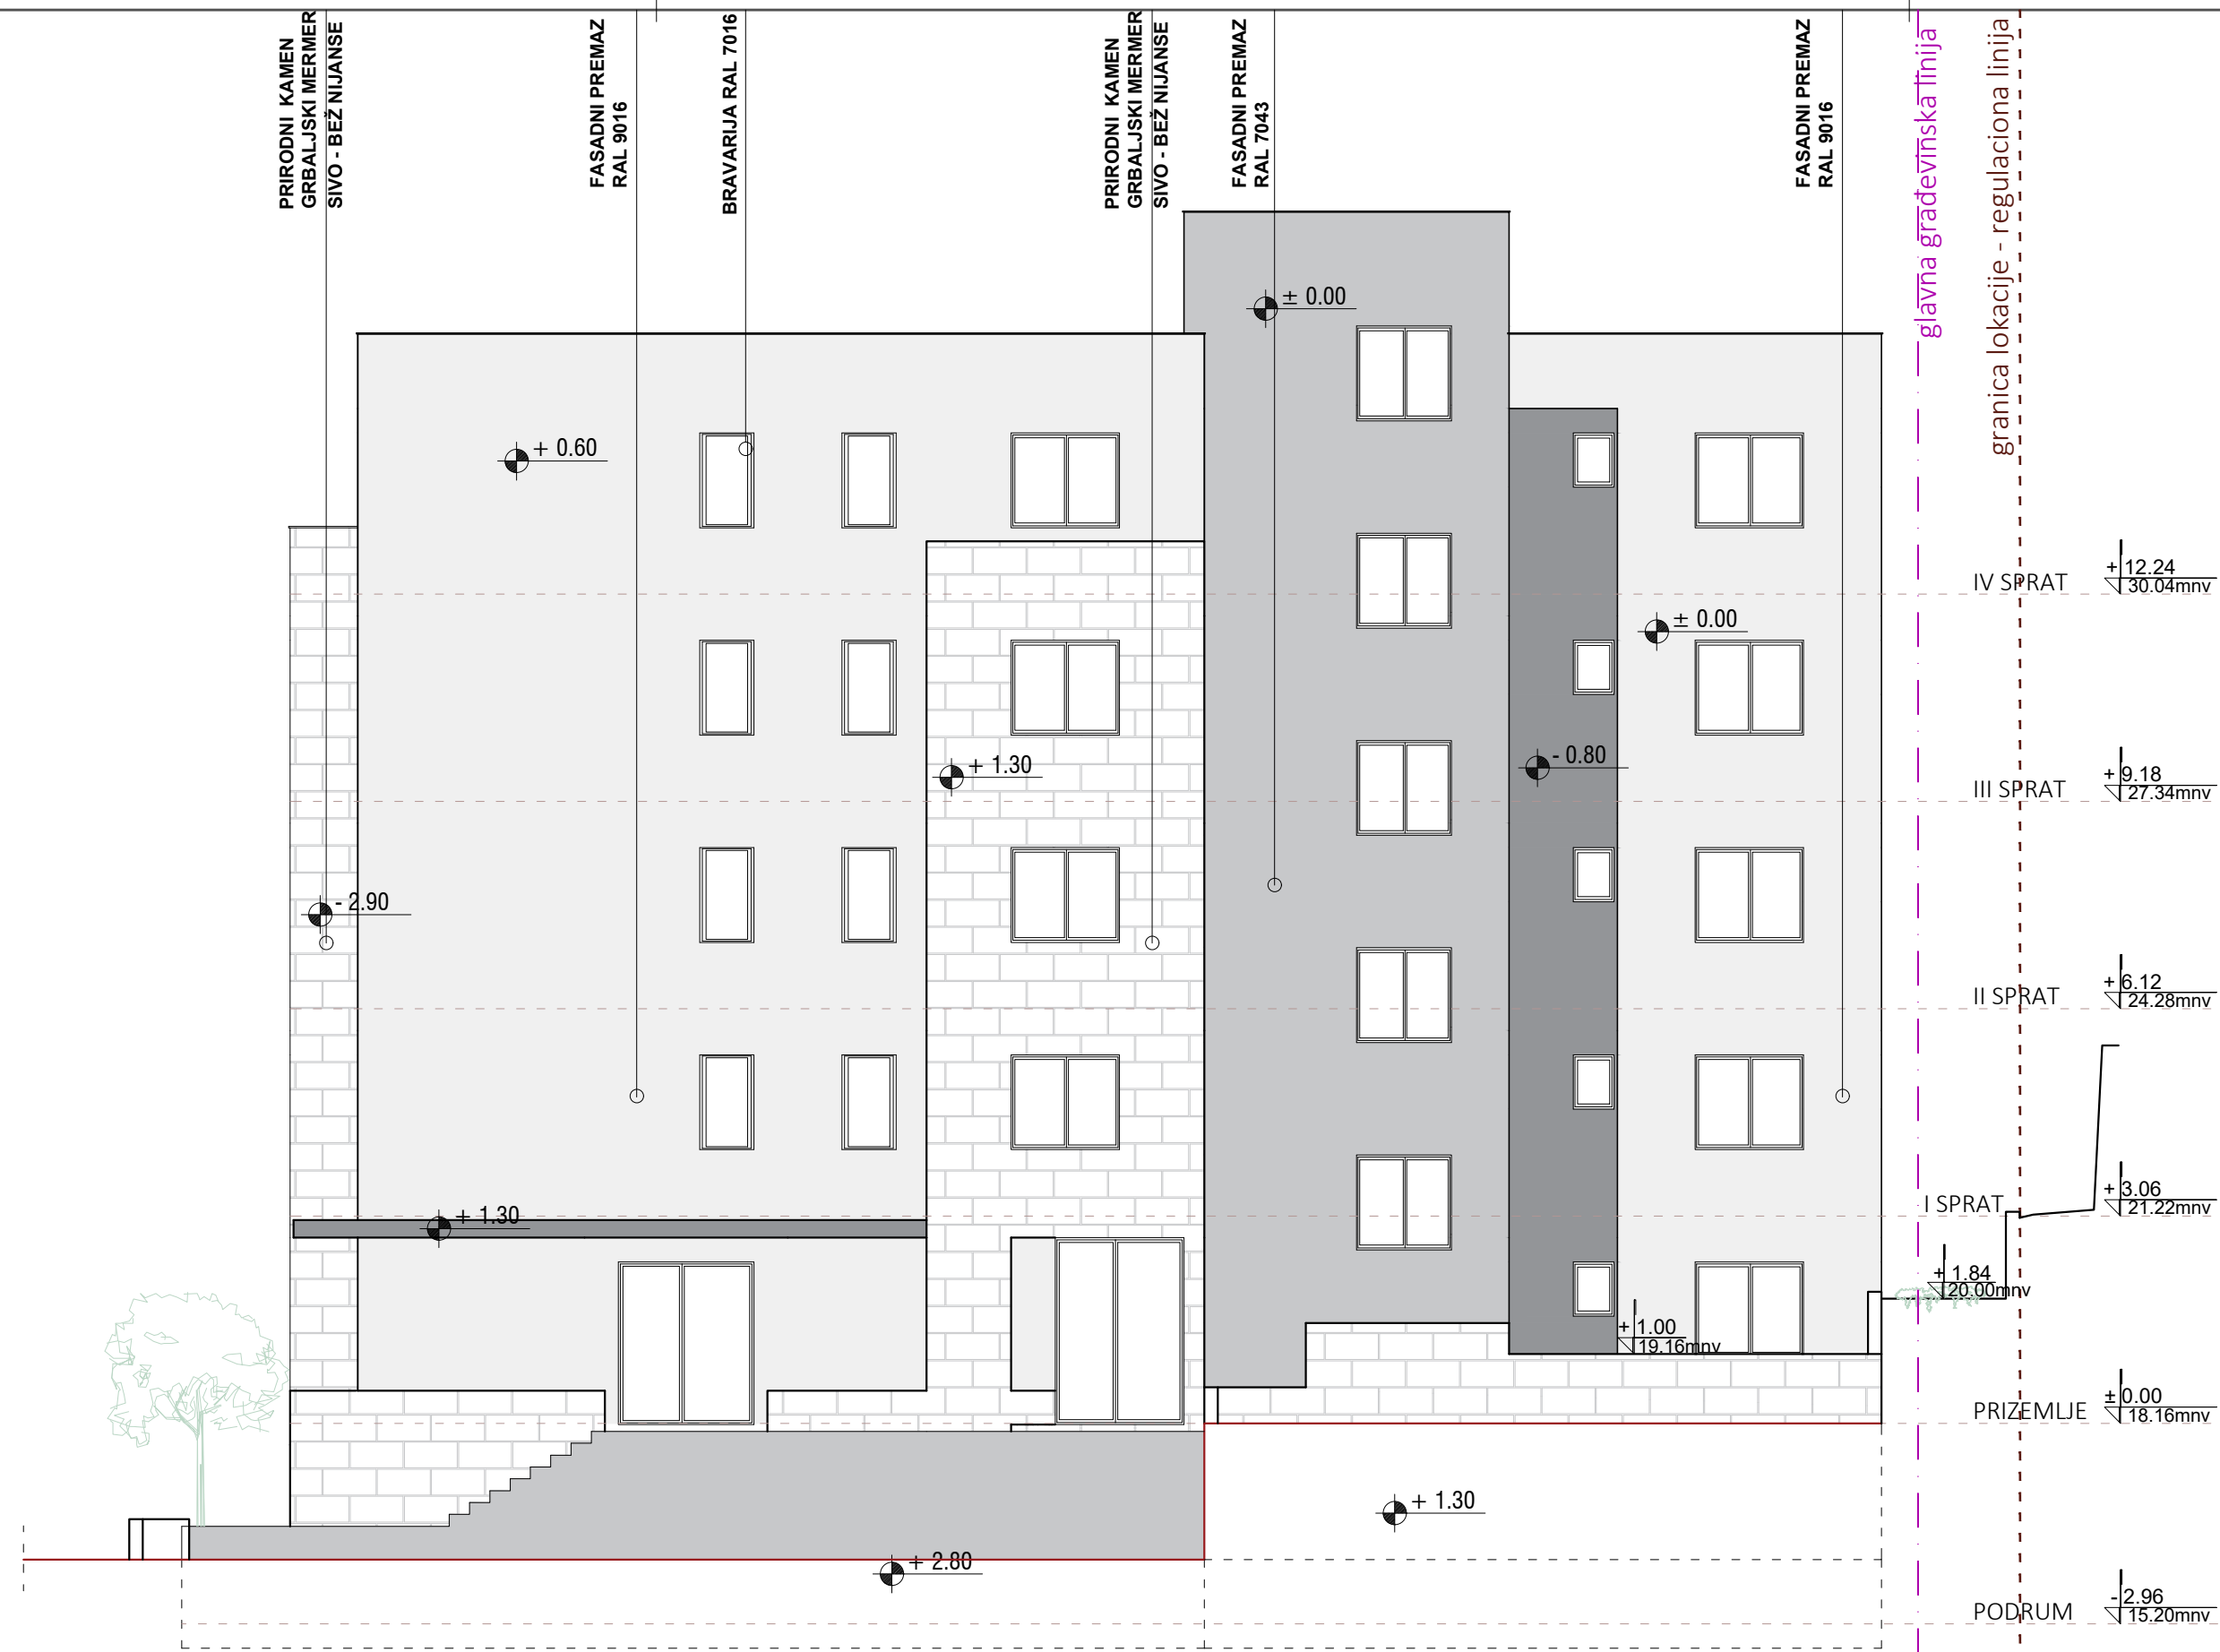 PRIRODNI KAMEN
GRBALJSKI MERMER
SIVO - BEŽ NIJANSE
FASADNI PREMAZ
RAL 9016
BRAVARIJA RAL 7016
PRIRODNI KAMEN
GRBALJSKI MERMER
SIVO - BEŽ NIJANSE
FASADNI PREMAZ
RAL 7043
FASADNI PREMAZ
RAL 9016
glavna građevinska linija
granica lokacije - regulaciona linija
± 0.00
+ 0.60
IV SPRAT
+ 12.24
30.04mnv
± 0.00
- 0.80
+ 1.30
III SPRAT
+ 9.18
27.34mnv
- 2.90
II SPRAT
+ 6.12
24.28mnv
+ 1.30
I SPRAT
+ 3.06
21.22mnv
+ 1.84
20.00mnv
+ 1.00
19.16mnv
PRIZEMLJE
± 0.00
18.16mnv
+ 1.30
+ 2.80
PODRUM
- 2.96
15.20mnv